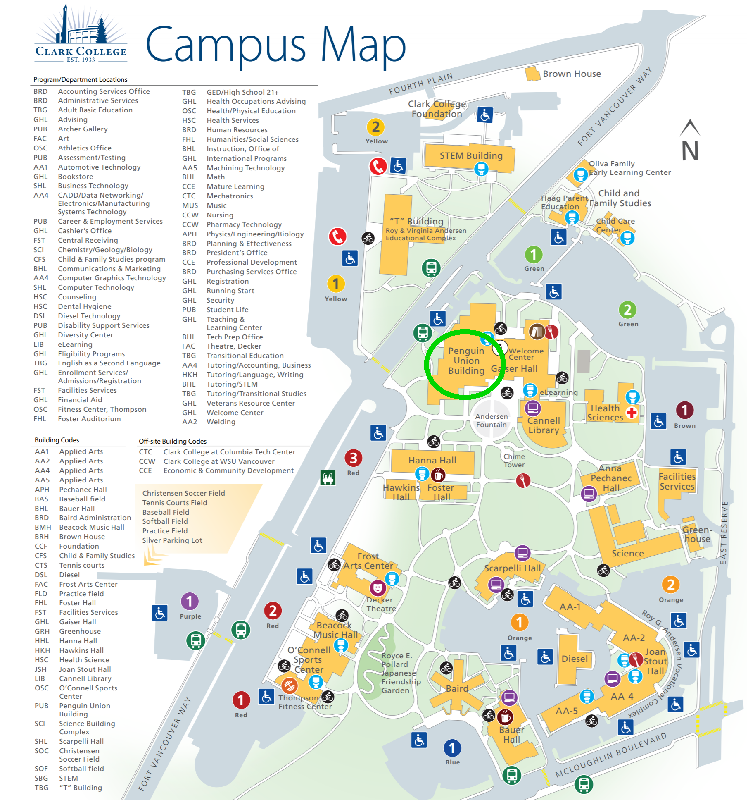 CLARK COLLEGE
EST. 1933
Campus Map
Program/Department Locations
BRD Accounting Services Office
BRD Administrative Services
TBG Adult Basic Education
GHL Advising
PUB Archer Gallery
FAC Art
OSC Athletics Office
PUB Assessment/Testing
AA1 Automotive Technology
GHL Bookstore
SHL Business Technology
AA4 CADD/Data Networking/
Electronics/Manufacturing
Systems Technology
PUB Career & Employment Services
GHL Cashier's Office
FST Central Receiving
SCI Chemistry/Geology/Biology
CFS Child & Family Studies program
BHL Communications & Marketing
AA4 Computer Graphics Technology
SHL Computer Technology
HSC Counseling
HSC Dental Hygiene
DSL Diesel Technology
PUB Disability Support Services
GHL Diversity Center
LIB eLearning
GHL Eligibility Programs
TBG English as a Second Language
GHL Enrollment Services/
Admissions/Registration
FST Facilities Services
GHL Financial Aid
OSC Fitness Center, Thompson
FHL Foster Auditorium
TBG GED/High School 21+
GHL Health Occupations Advising
OSC Health/Physical Education
HSC Health Services
BRD Human Resources
FHL Humanities/Social Sciences
BHL Instruction, Office of
GHL International Programs
AA5 Machining Technology
BHL Math
CCE Mature Learning
CTC Mechatronics
MUS Music
CCW Nursing
CCW Pharmacy Technology
APH Physics/Engineering/Biology
BRD Planning & Effectiveness
BRD President's Office
CCE Professional Development
BRD Purchasing Services Office
GHL Registration
GHL Running Start
GHL Security
PUB Student Life
GHL Teaching &
Learning Center
BHL Tech Prep Office
FAC Theatre, Decker
TBG Transitional Education
AA4 Tutoring/Accounting, Business
HKH Tutoring/Language, Writing
BHL Tutoring/STEM
TBG Tutoring/Transitional Studies
GHL Veterans Resource Center
GHL Welcome Center
AA2 Welding
Building Codes
AA1 Applied Arts
AA2 Applied Arts
AA4 Applied Arts
AA5 Applied Arts
APH Pechanec Hall
BAS Baseball Field
BHL Bauer Hall
BRD Baird Administration
BMH Beacock Music Hall
BRH Brown House
CCF Foundation
CFS Child & Family Studies
CTS Tennis courts
DSL Diesel
FAC Frost Arts Center
FLD Practice field
FHL Foster Hall
FST Facilities Services
GHL Gaiser Hall
GRH Greenhouse
HHL Hanna Hall
HKH Hawkins Hall
HSC Health Science
JSH Joan Stout Hall
LIB Cannell Library
OSC O'Connell Sports
Center
PUB Penguin Union
Building
SCI Science Building
Complex
SHL Scarpelli Hall
SOC Christensen
Soccer Field
SOF Softball field
SBG STEM
TBG "T" Building
Off-site Building Codes
CTC Clark College at Columbia Tech Center
CCW Clark College at WSU Vancouver
CCE Economic & Community Development
Christensen Soccer Field
Tennis Courts Field
Baseball Field
Softball Field
Practice Field
Silver Parking Lot
FOURTH PLAIN
Brown House
FORT VANCOUVER WAY
N
Clark College
Foundation
2
Yellow
STEM Building
Oliva Family
Early Learning Center
Haag Parent
Education
Child and
Family Studies
Child Care
Center
"T" Building
Roy & Virginia Andersen
Educational Complex
1
Green
1
Yellow
2
Green
Penguin
Union
Building
Welcome
Center
Gaiser Hall
eLearning
Andersen
Fountain
Cannell
Library
Health
Sciences
1
Brown
3
Red
Hanna Hall
Chime
Tower
Hawkins
Hall
Foster
Hall
Anna
Pechanec
Hall
Facilities
Services
Green-
house
EAST RESERVE
Science
Frost
Arts Center
Decker
Theatre
Scarpelli Hall
2
Orange
1
Purple
2
Red
AA-1
1
Orange
AA-2
Roy G. Andersen Vocational Complex
Beacock
Music Hall
O'Connell
Sports
Center
Thompson
Fitness Center
Royce E.
Pollard
Japanese
Friendship
Garden
Diesel
Joan
Stout
Hall
Baird
AA-4
AA-5
1
Red
Bauer
Hall
1
Blue
FORT VANCOUVER WAY
MCLOUGHLIN BOULEVARD